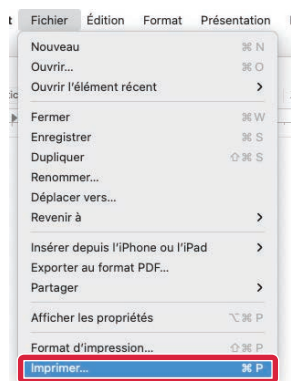 Fichier Édition Format Présentation
Nouveau ⌘ N
Ouvrir... ⌘ O
Ouvrir l'élément récent >
Fermer ⌘ W
Enregistrer ⌘ S
Dupliquer ⇧ ⌘ S
Renommer...
Déplacer vers...
Revenir à >
Insérer depuis l'iPhone ou l'iPad >
Exporter au format PDF...
Partager >
Afficher les propriétés ⌥ ⌘ P
Format d'impression... ⇧ ⌘ P
Imprimer... ⌘ P